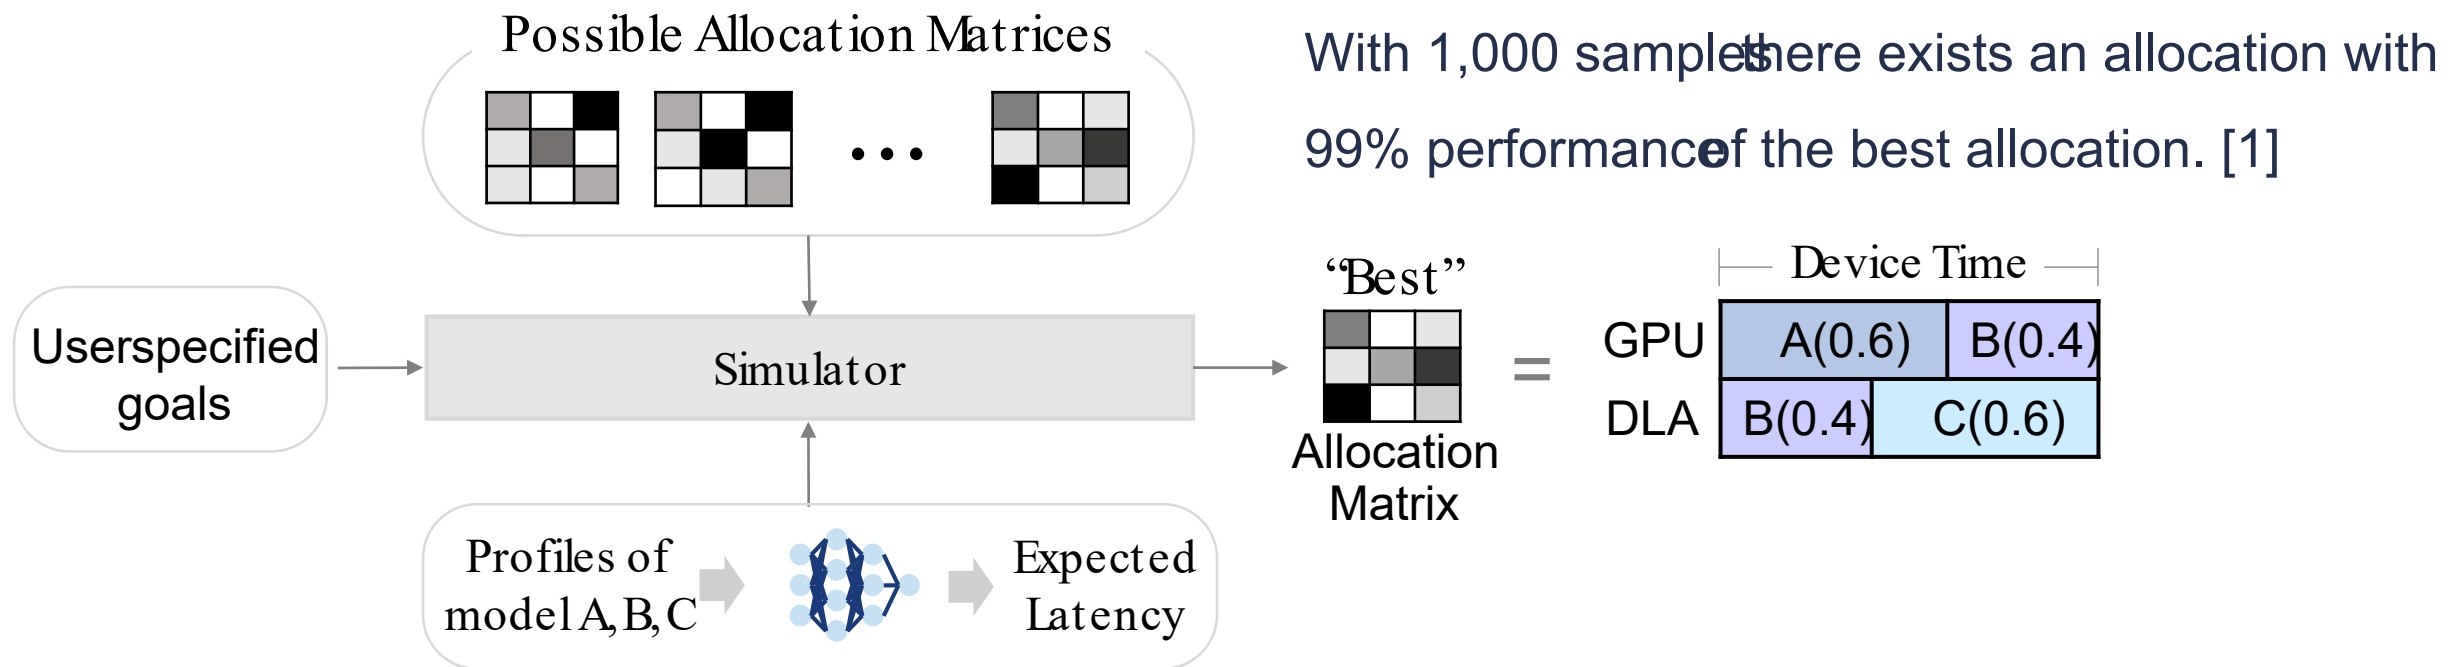 Possible Allocation Matrices
With 1,000 samples there exists an allocation with
99% performance of the best allocation. [1]
...
Userspecified
goals
Simulator
"Best"
Allocation
Matrix
=
Device Time
GPU A(0.6) B(0.4)
DLA B(0.4) C(0.6)
Profiles of
model A, B, C
Expected
Latency